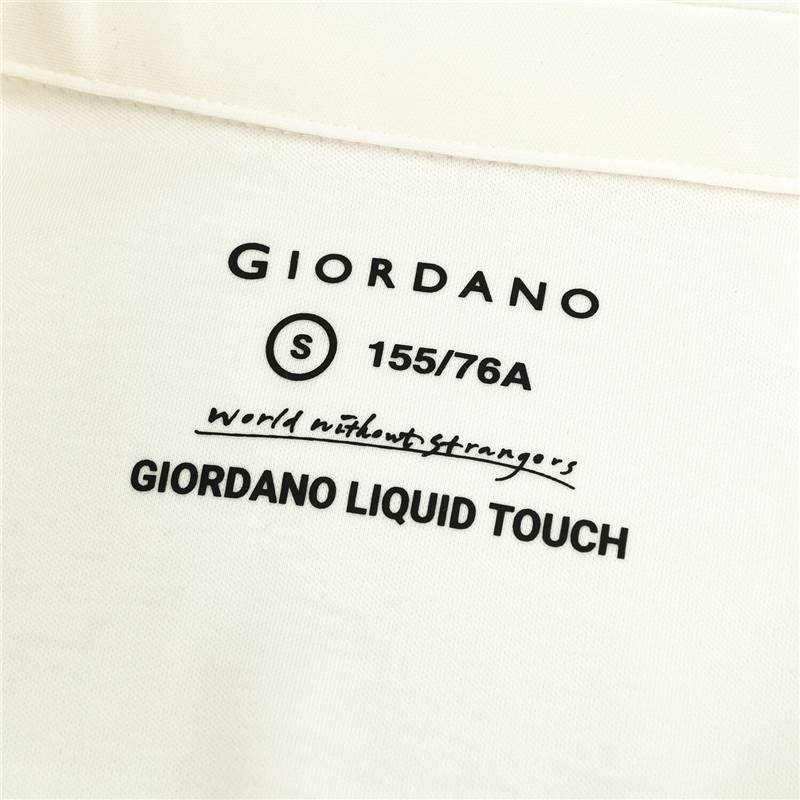 GIORDANO
S 155/76A
World without strangers
GIORDANO LIQUID TOUCH